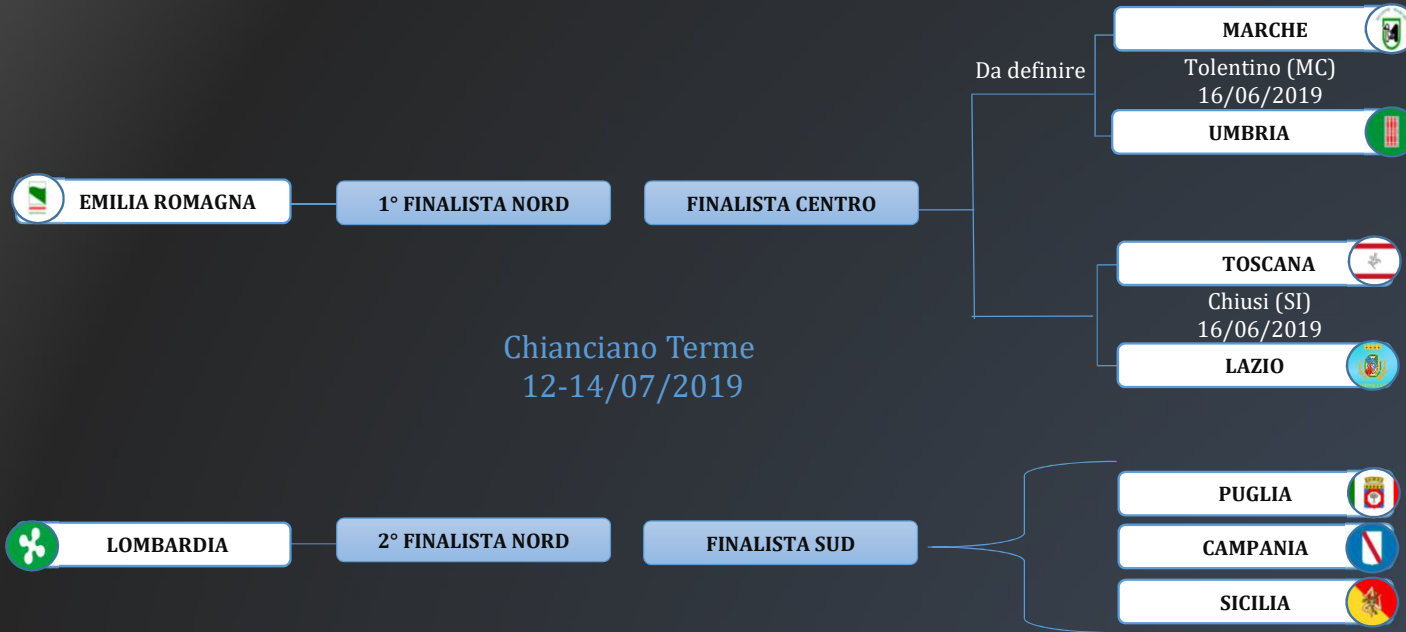 MARCHE
Da definire
Tolentino (MC)
16/06/2019
UMBRIA
EMILIA ROMAGNA
1° FINALISTA NORD
FINALISTA CENTRO
TOSCANA
Chiusi (SI)
16/06/2019
LAZIO
Chianciano Terme
12-14/07/2019
PUGLIA
LOMBARDIA
2° FINALISTA NORD
FINALISTA SUD
CAMPANIA
SICILIA